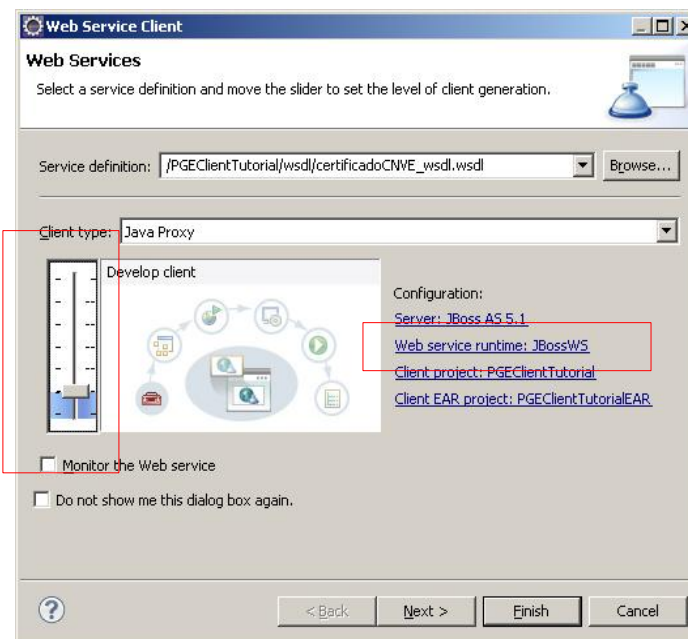 Web Service Client
Web Services
Select a service definition and move the slider to set the level of client generation.
Service definition: /PGEClientTutorial/wsdl/certificadoCNVE_wsdl.wsdl Browse...
Client type: Java Proxy
Develop client
Configuration:
Server: JBoss AS 5.1
Web service runtime: JBossWS
Client project: PGEClientTutorial
Client EAR project: PGEClientTutorialEAR
Monitor the Web service
Do not show me this dialog box again.
? < Back Next > Finish Cancel